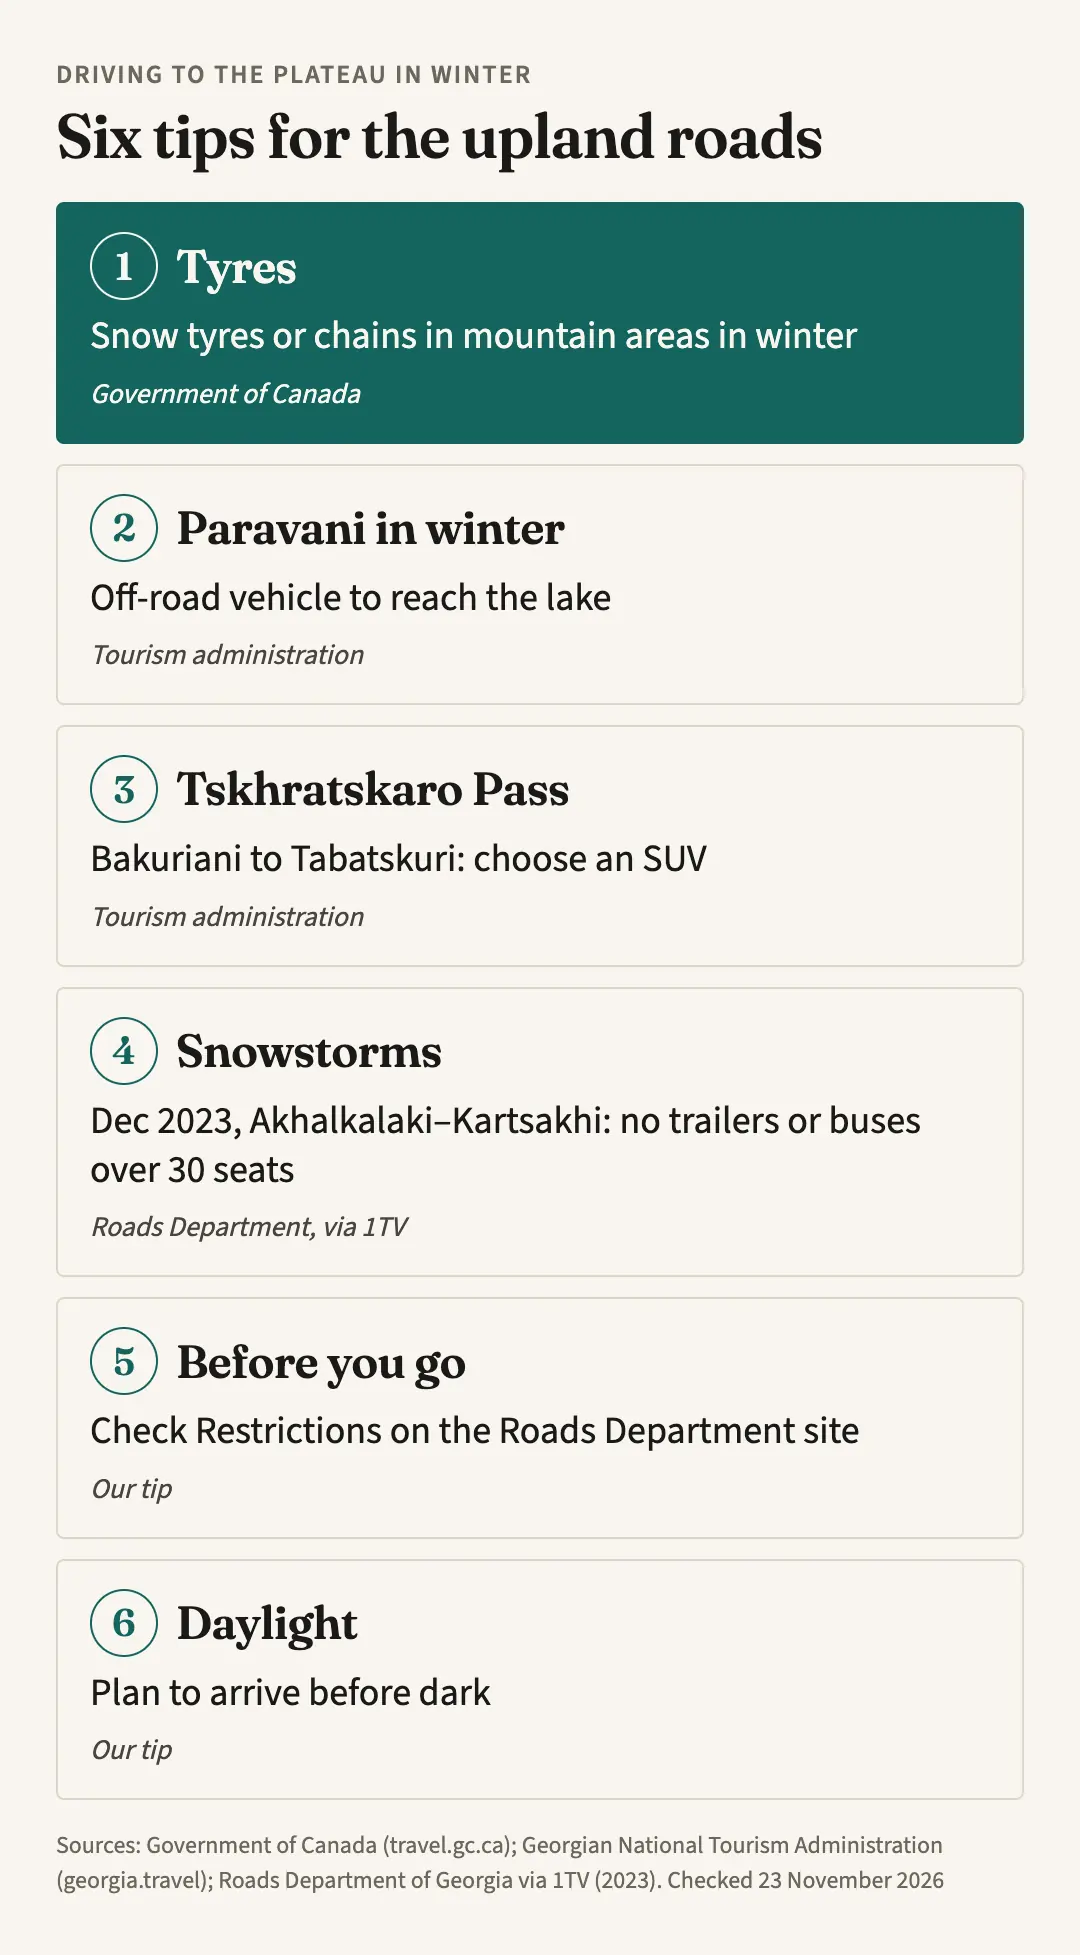 DRIVING TO THE PLATEAU IN WINTER
Six tips for the upland roads
1 Tyres
Snow tyres or chains in mountain areas in winter
Government of Canada
2 Paravani in winter
Off-road vehicle to reach the lake
Tourism administration
3 Tskhratskaro Pass
Bakuriani to Tabatskuri: choose an SUV
Tourism administration
4 Snowstorms
Dec 2023, Akhalkalaki–Kartsakhi: no trailers or buses
over 30 seats
Roads Department, via 1TV
5 Before you go
Check Restrictions on the Roads Department site
Our tip
6 Daylight
Plan to arrive before dark
Our tip
Sources: Government of Canada (travel.gc.ca); Georgian National Tourism Administration
(georgia.travel); Roads Department of Georgia via 1TV (2023). Checked 23 November 2026